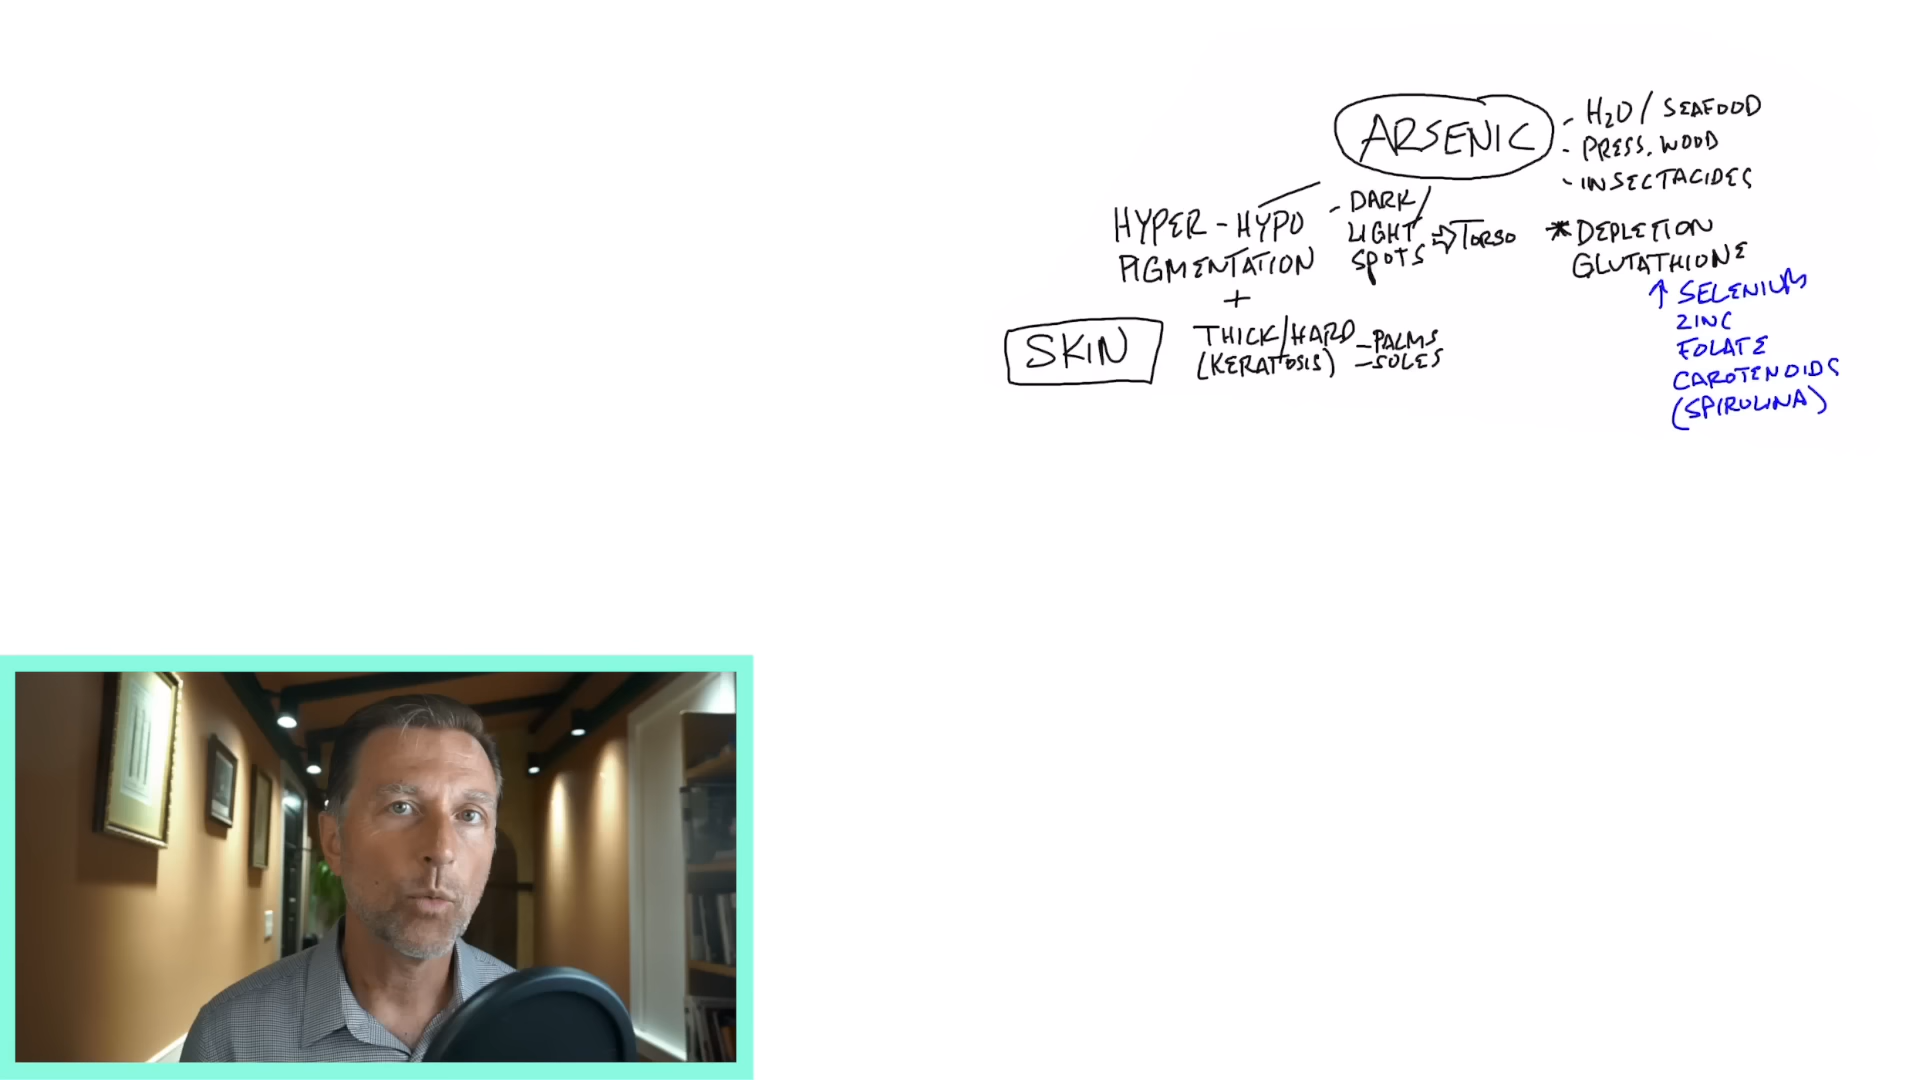 ARSENIC
- H2O / SEAFOOD
- PRESS. WOOD
- INSECTACIDES
HYPER - HYPO
PIGMENTATION
+
- DARK/
LIGHT
SPOTS
⇒ TORSO
* DEPLETION
GLUTATHIONE
↑ SELENIUM
ZINC
FOLATE
CAROTENOIDS
(SPIRULINA)
SKIN
THICK/HARD
(KERATOSIS)
- PALMS
- SOLES